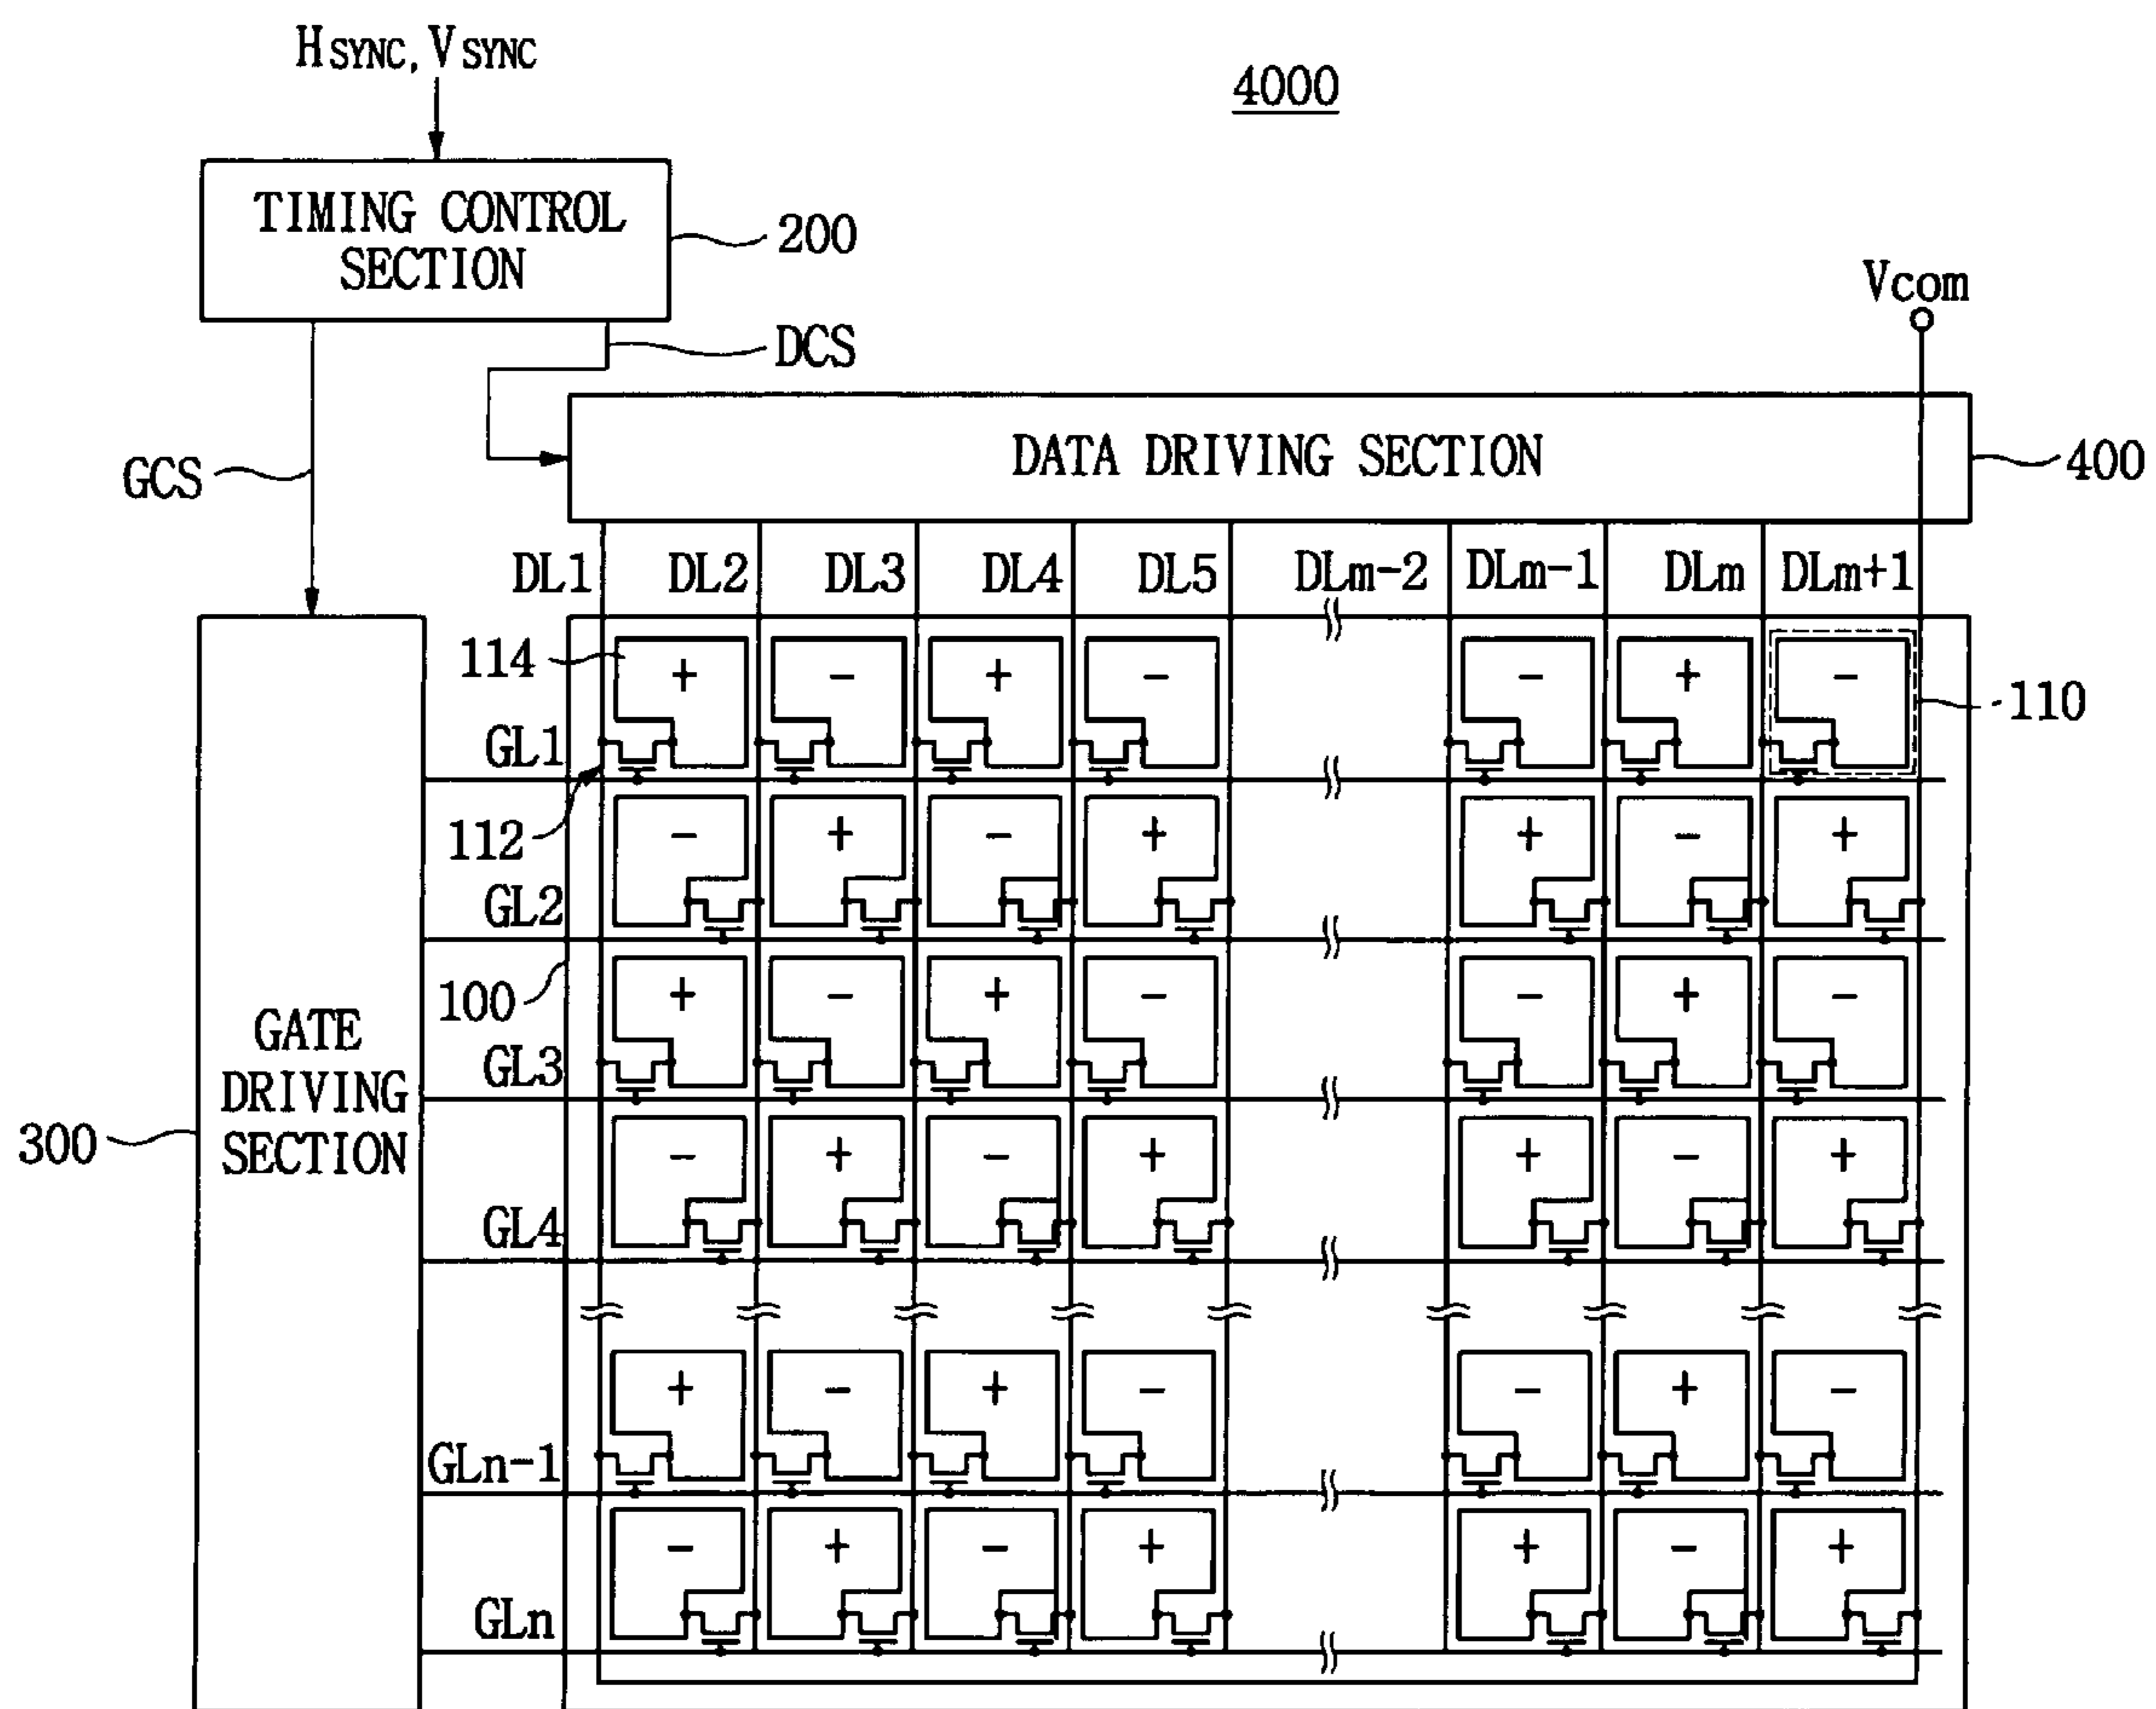 HSYNC, VSYNC
4000
TIMING CONTROL
SECTION
200
Vcom
DCS
GCS
DATA DRIVING SECTION
400
DL1 DL2 DL3 DL4 DL5 DLm-2 DLm-1 DLm DLm+1
114 + - + - - + -
110
GL1
112
- + - + + - +
GL2
100
+ - + - - + -
GATE
DRIVING
SECTION
GL3
300
- + - + + - +
GL4
+ - + - - + -
GLn-1
- + - + + - +
GLn